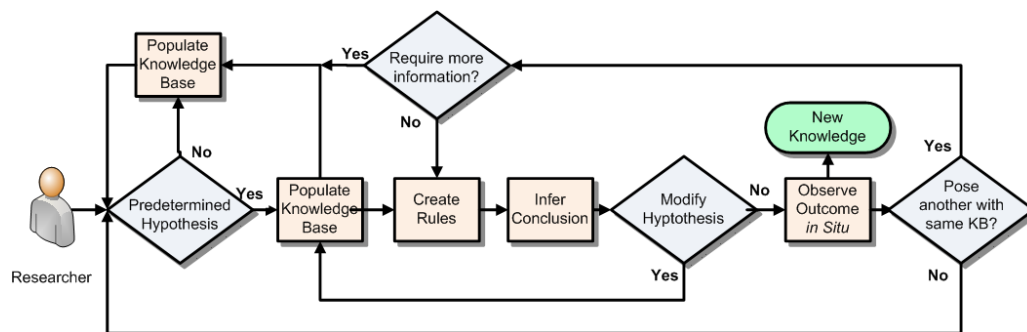 Populate
Knowledge
Base
Yes
Require more
information?
No
New
Knowledge
Yes
No
Predetermined
Hypothesis
Yes
Populate
Knowledge
Base
Create
Rules
Infer
Conclusion
Modify
Hyptothesis
No
Observe
Outcome
in Situ
Pose
another with
same KB?
Yes
No
Researcher